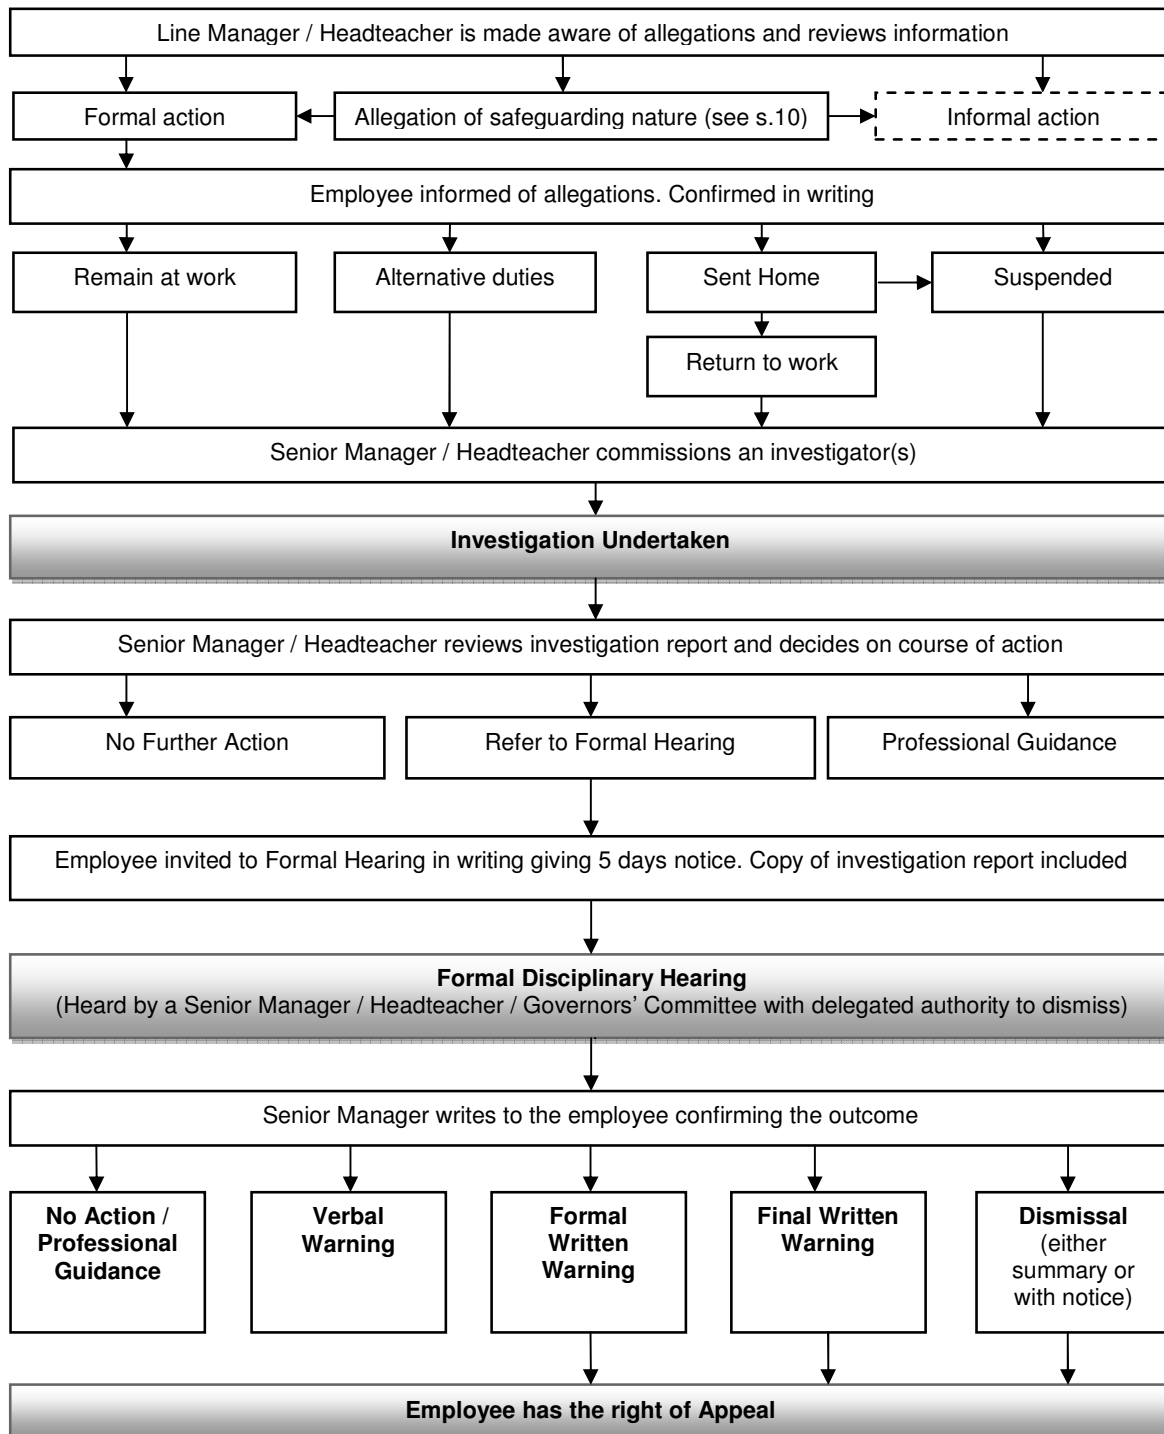 Line Manager / Headteacher is made aware of allegations and reviews information
Formal action
Allegation of safeguarding nature (see s.10)
Informal action
Employee informed of allegations. Confirmed in writing
Remain at work
Alternative duties
Sent Home
Suspended
Return to work
Senior Manager / Headteacher commissions an investigator(s)
Investigation Undertaken
Senior Manager / Headteacher reviews investigation report and decides on course of action
No Further Action
Refer to Formal Hearing
Professional Guidance
Employee invited to Formal Hearing in writing giving 5 days notice. Copy of investigation report included
Formal Disciplinary Hearing
(Heard by a Senior Manager / Headteacher / Governors' Committee with delegated authority to dismiss)
Senior Manager writes to the employee confirming the outcome
No Action /
Professional
Guidance
Verbal
Warning
Formal
Written
Warning
Final Written
Warning
Dismissal
(either
summary or
with notice)
Employee has the right of Appeal